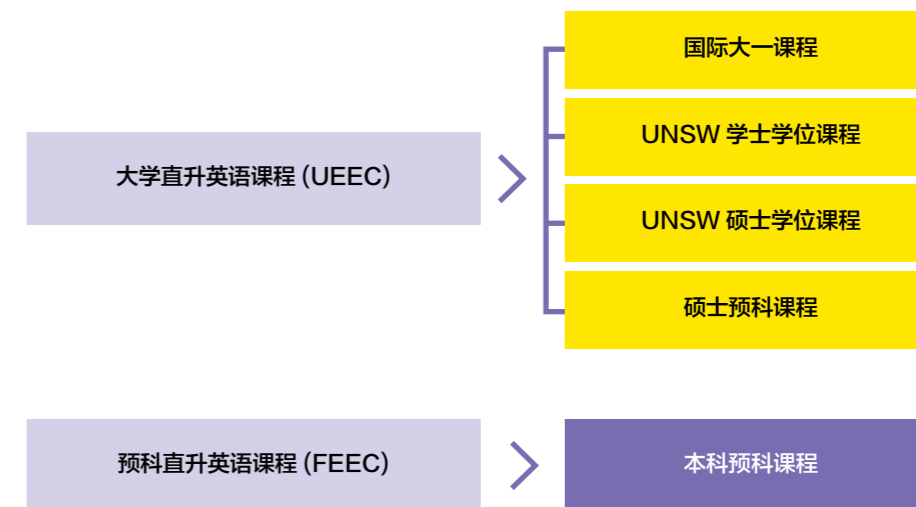 国际大一课程
UNSW 学士学位课程
大学直升英语课程 (UEEC)
UNSW 硕士学位课程
硕士预科课程
预科直升英语课程 (FEEC)
本科预科课程